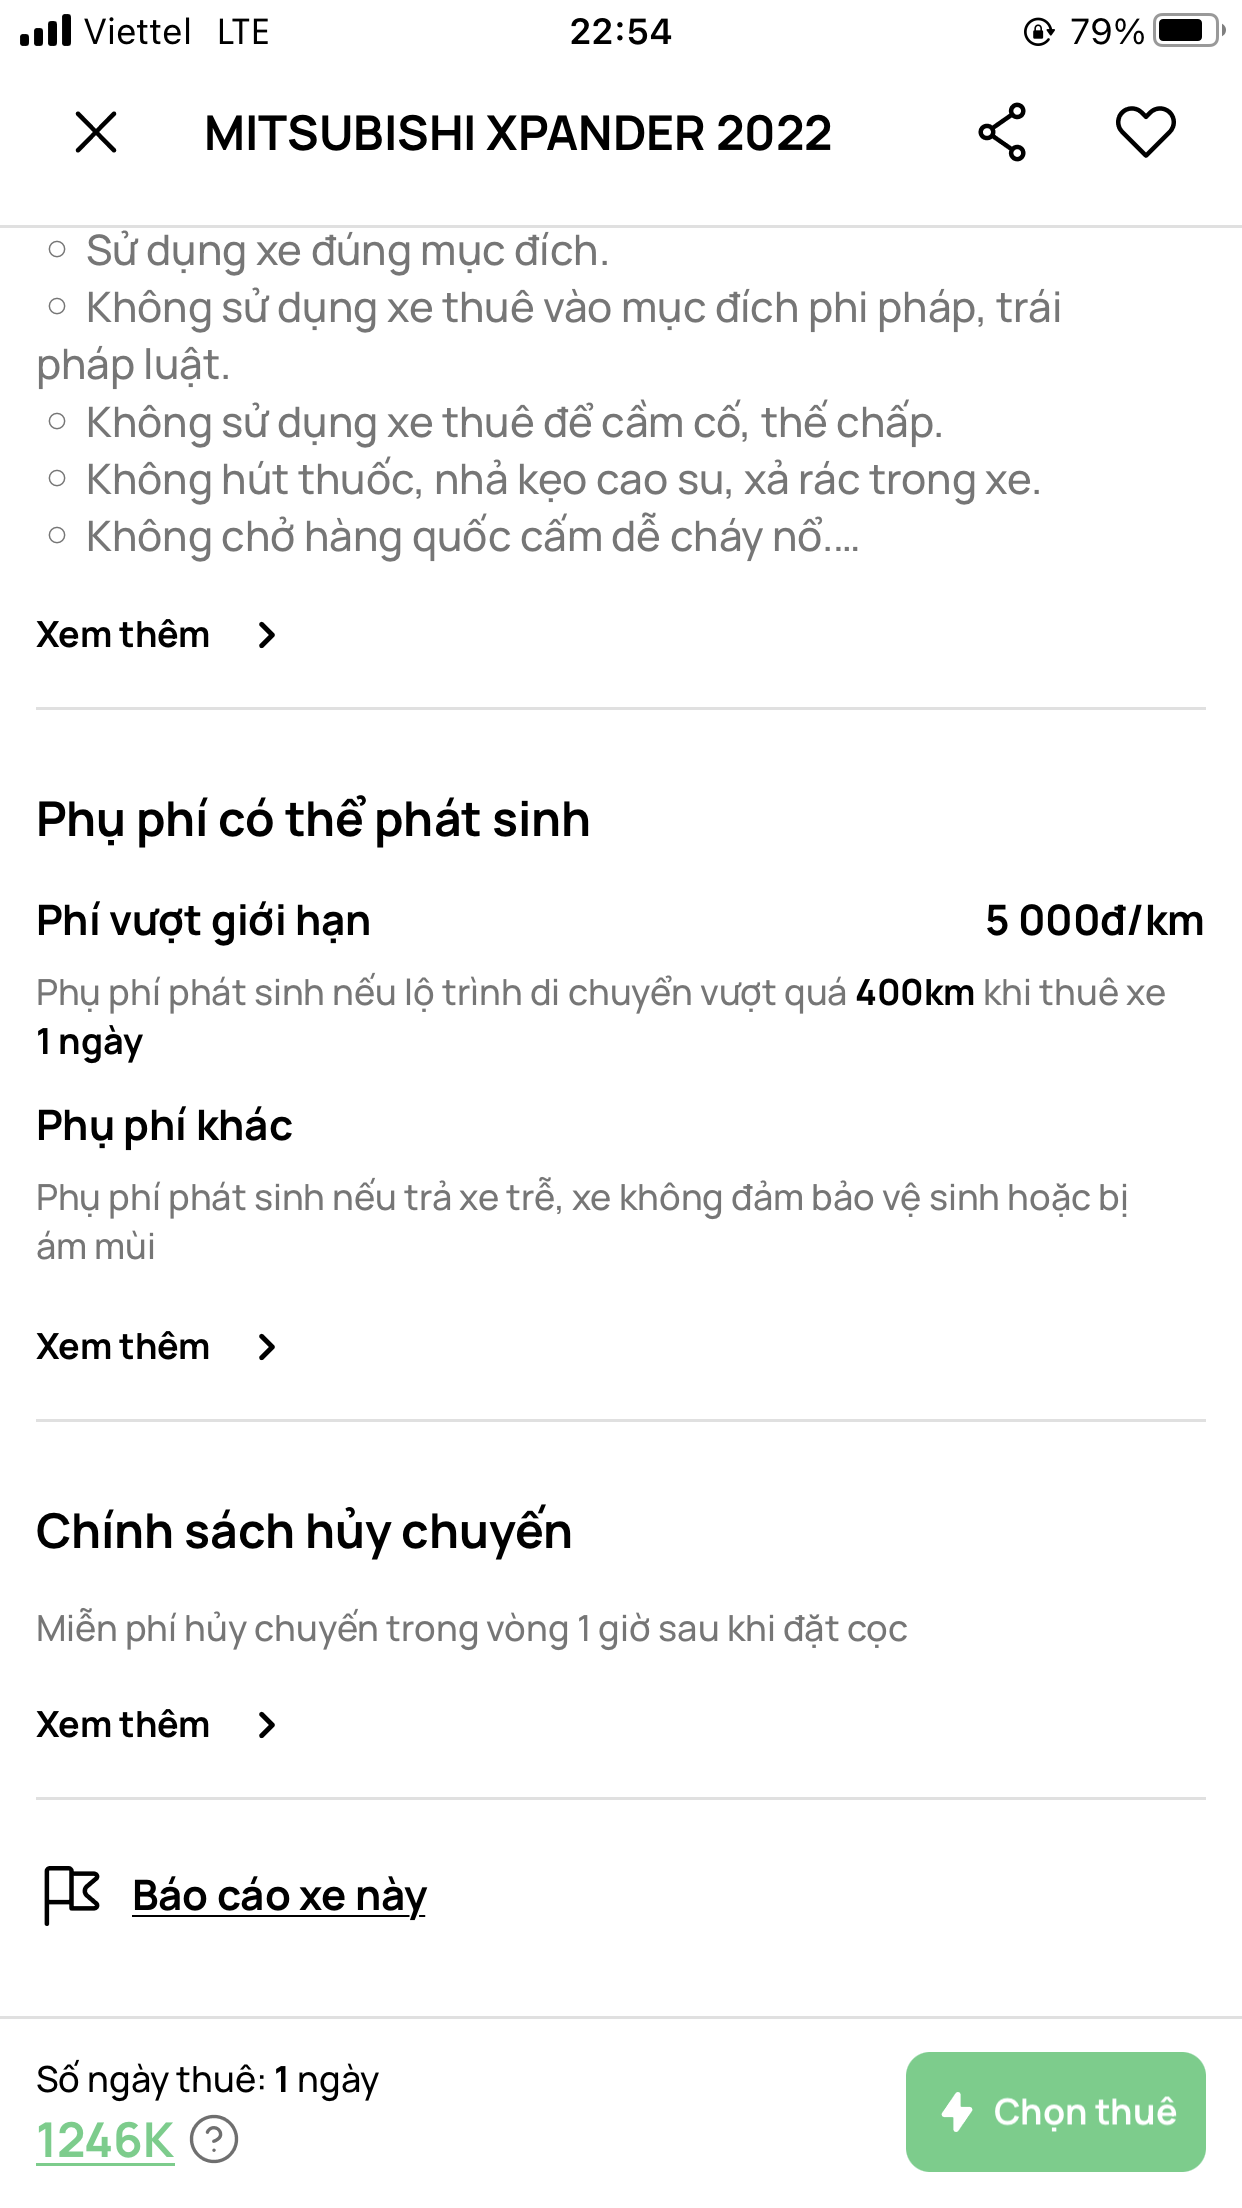 Viettel LTE 22:54 79%
MITSUBISHI XPANDER 2022
Sử dụng xe đúng mục đích.
Không sử dụng xe thuê vào mục đích phi pháp, trái
pháp luật.
Không sử dụng xe thuê để cầm cố, thế chấp.
Không hút thuốc, nhả kẹo cao su, xả rác trong xe.
Không chở hàng quốc cấm dễ cháy nổ....
Xem thêm
Phụ phí có thể phát sinh
Phí vượt giới hạn 5 000đ/km
Phụ phí phát sinh nếu lộ trình di chuyển vượt quá 400km khi thuê xe
1 ngày
Phụ phí khác
Phụ phí phát sinh nếu trả xe trễ, xe không đảm bảo vệ sinh hoặc bị
ám mùi
Xem thêm
Chính sách hủy chuyến
Miễn phí hủy chuyến trong vòng 1 giờ sau khi đặt cọc
Xem thêm
Báo cáo xe này
Số ngày thuê: 1 ngày
1246K ?
Chọn thuê